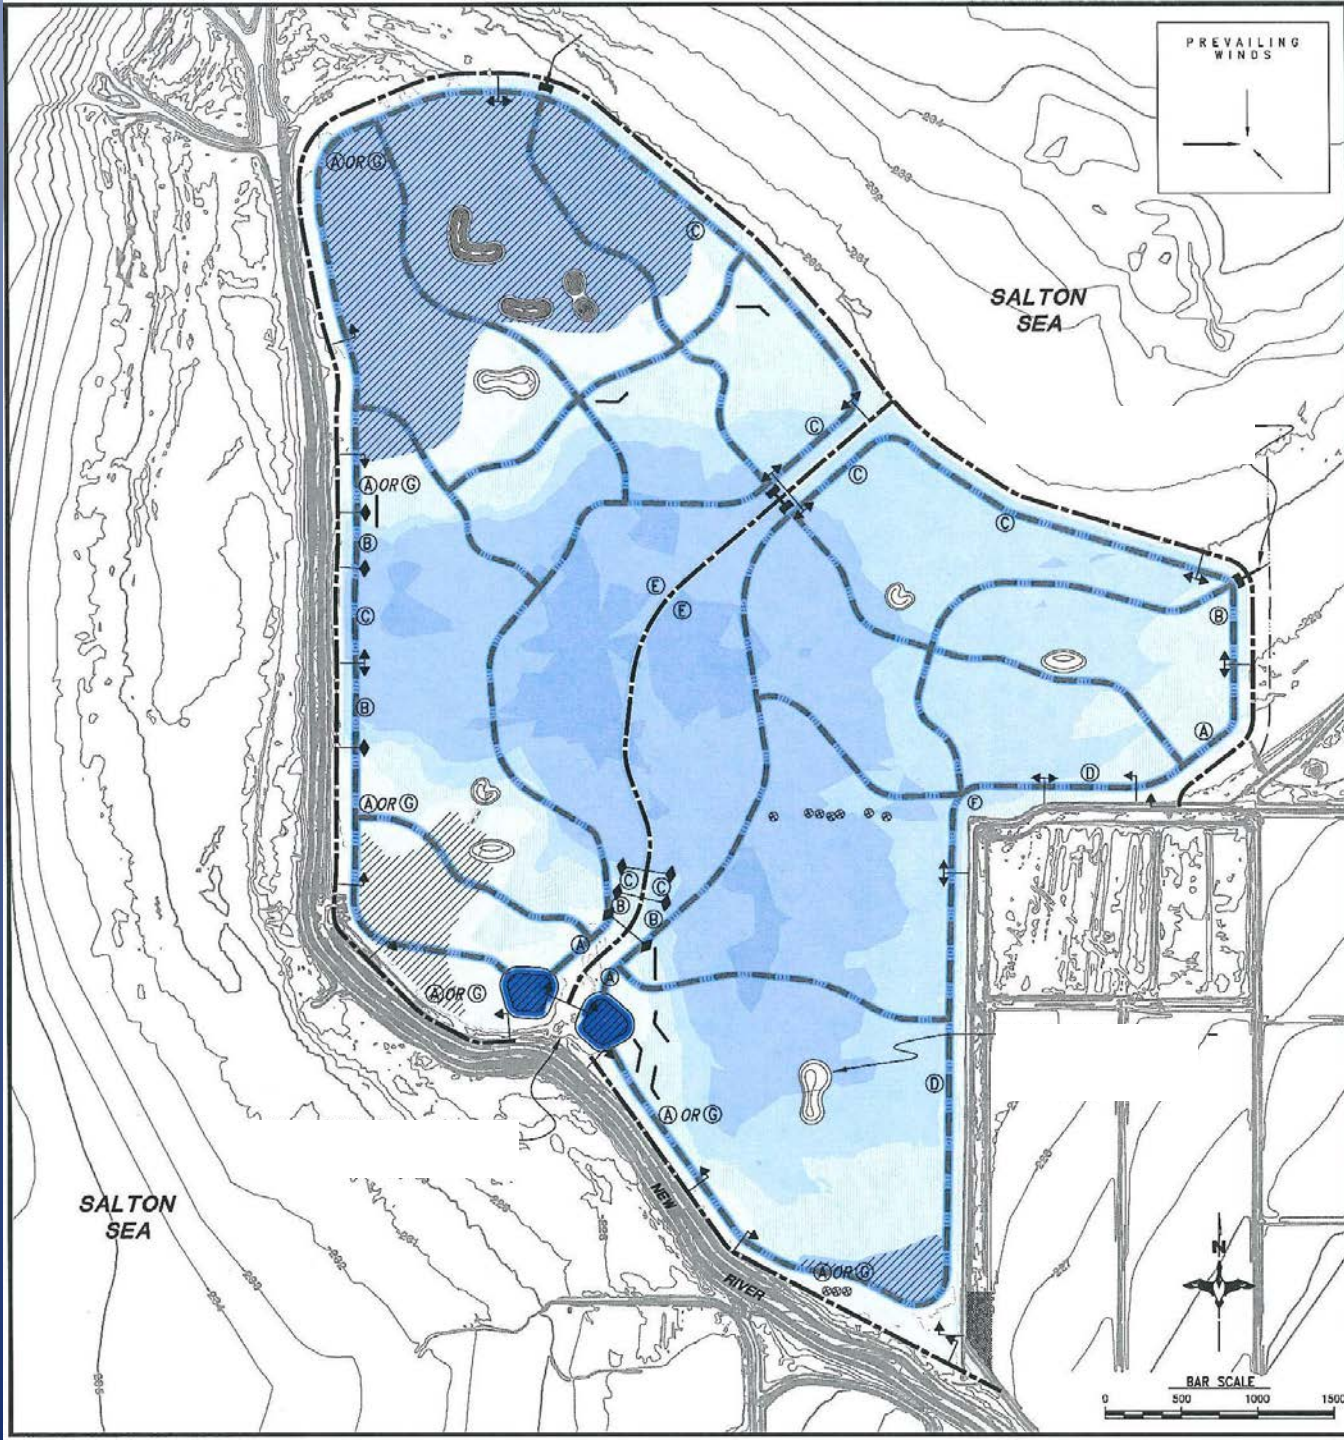 PREVAILING
WINDS
Ⓐ OR Ⓖ
Ⓒ
SALTON
SEA
Ⓒ
Ⓒ
Ⓐ OR Ⓖ
Ⓒ
Ⓑ
Ⓔ
Ⓔ
Ⓒ
Ⓑ
Ⓑ
Ⓐ
Ⓓ
Ⓐ OR Ⓖ
Ⓕ
Ⓒ
Ⓒ
Ⓑ
Ⓑ
Ⓐ
Ⓐ
Ⓐ OR Ⓖ
Ⓓ
Ⓐ OR Ⓖ
SALTON
SEA
NEW
RIVER
Ⓐ OR Ⓖ
N
BAR SCALE
0 500 1000 1500